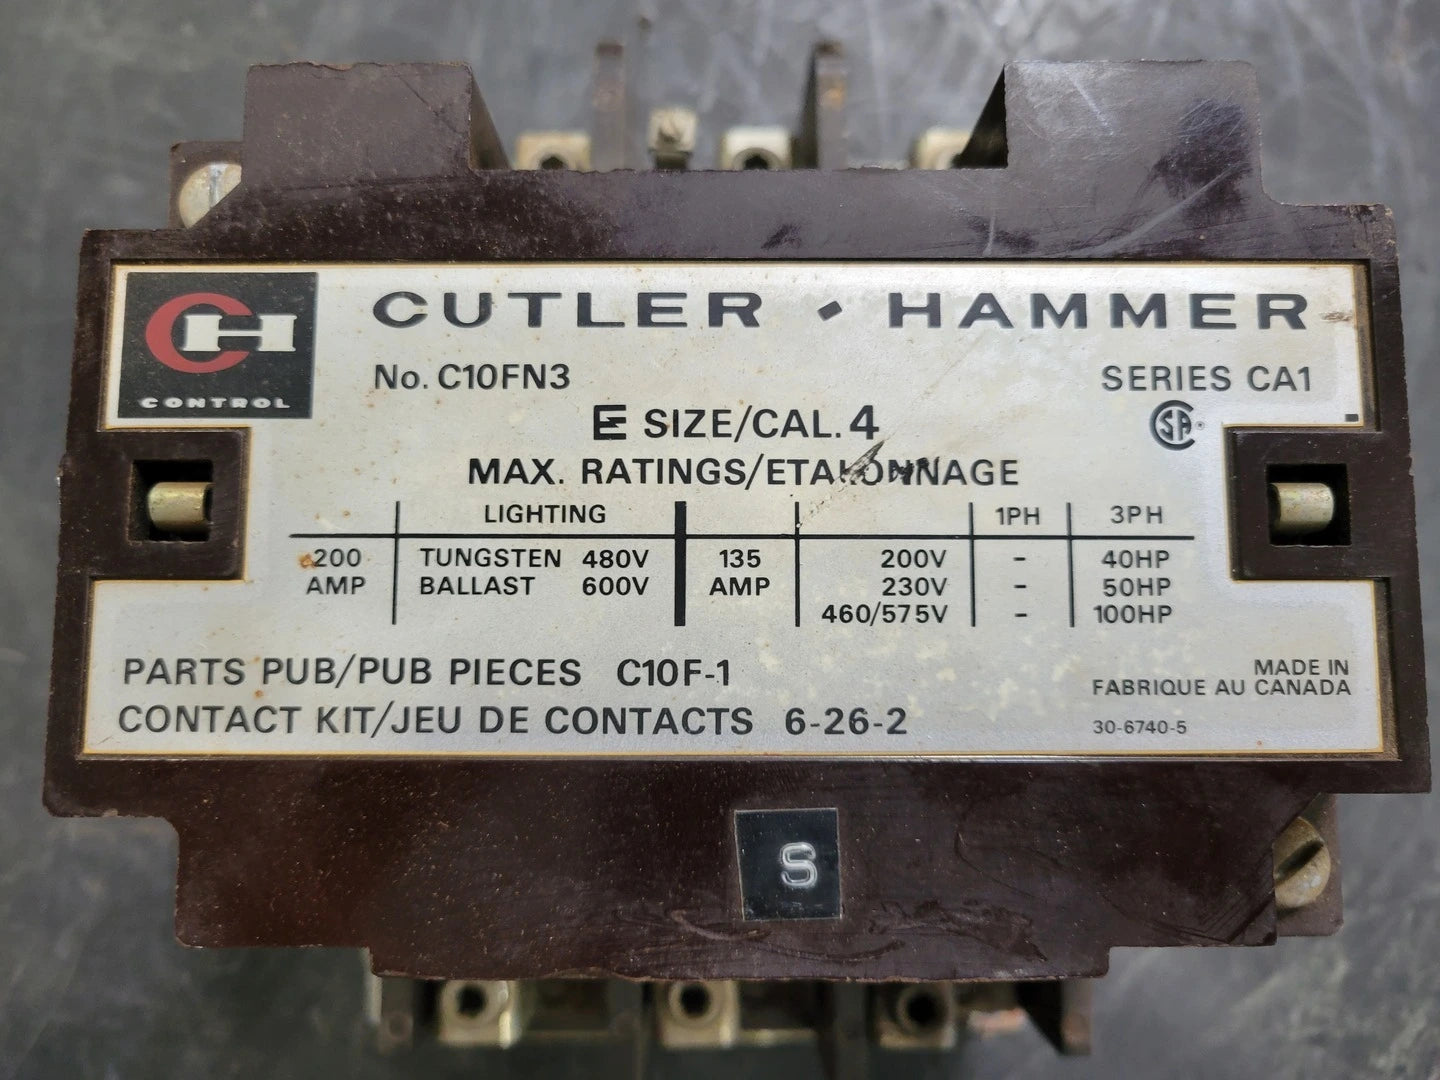 CH
CONTROL
CUTLER · HAMMER
No. C10FN3
SERIES CA1
SIZE/CAL. 4
SA
MAX. RATINGS/ETALONNAGE
LIGHTING 1PH 3PH
200 TUNGSTEN 480V 135 200V - 40HP
AMP BALLAST 600V AMP 230V - 50HP
460/575V - 100HP
PARTS PUB/PUB PIECES C10F-1
MADE IN
FABRIQUE AU CANADA
CONTACT KIT/JEU DE CONTACTS 6-26-2
30-6740-5
S